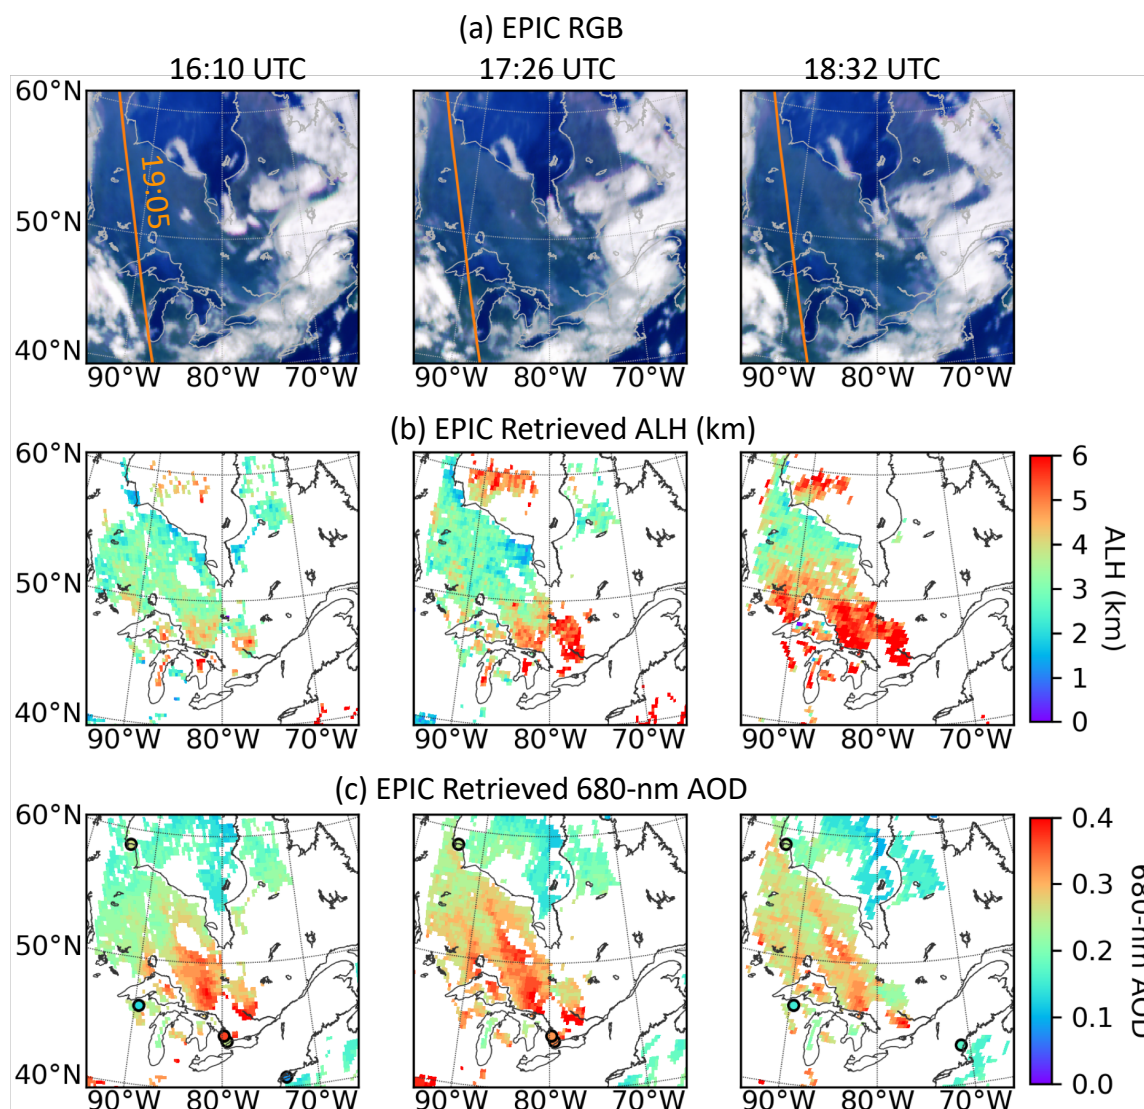 (a) EPIC RGB
16:10 UTC 17:26 UTC 18:32 UTC
60°N
19:05
50°N
40°N
90°W 80°W 70°W 90°W 80°W 70°W 90°W 80°W 70°W
(b) EPIC Retrieved ALH (km)
60°N
50°N
40°N
90°W 80°W 70°W 90°W 80°W 70°W 90°W 80°W 70°W
6
5
4
3
2
1
0
ALH (km)
(c) EPIC Retrieved 680-nm AOD
60°N
50°N
40°N
90°W 80°W 70°W 90°W 80°W 70°W 90°W 80°W 70°W
0.4
0.3
0.2
0.1
0.0
680-nm AOD